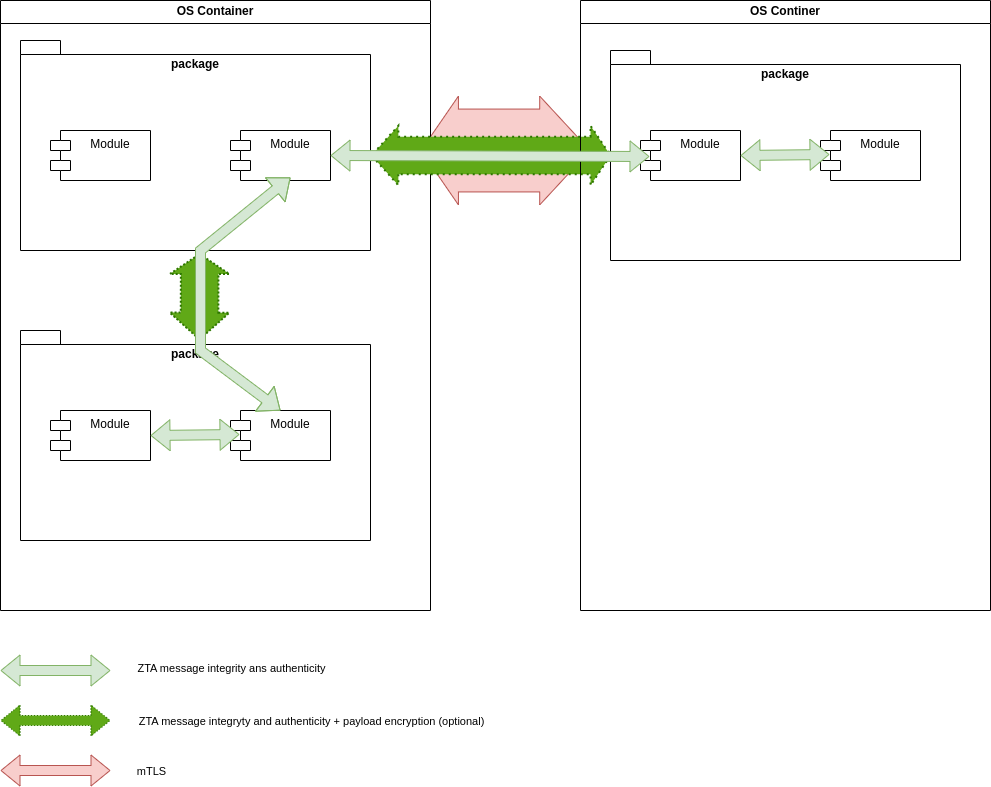 OS Container
OS Continer
package
package
Module
Module
Module
Module
package
Module
Module
ZTA message integrity ans authenticity
ZTA message integryty and authenticity + payload encryption (optional)
mTLS